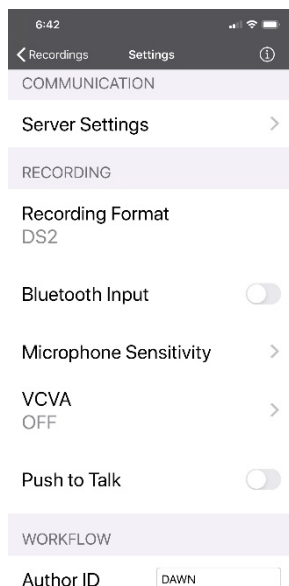 6:42
Recordings Settings
COMMUNICATION
Server Settings
RECORDING
Recording Format
DS2
Bluetooth Input
Microphone Sensitivity
VCVA
OFF
Push to Talk
WORKFLOW
Author ID DAWN